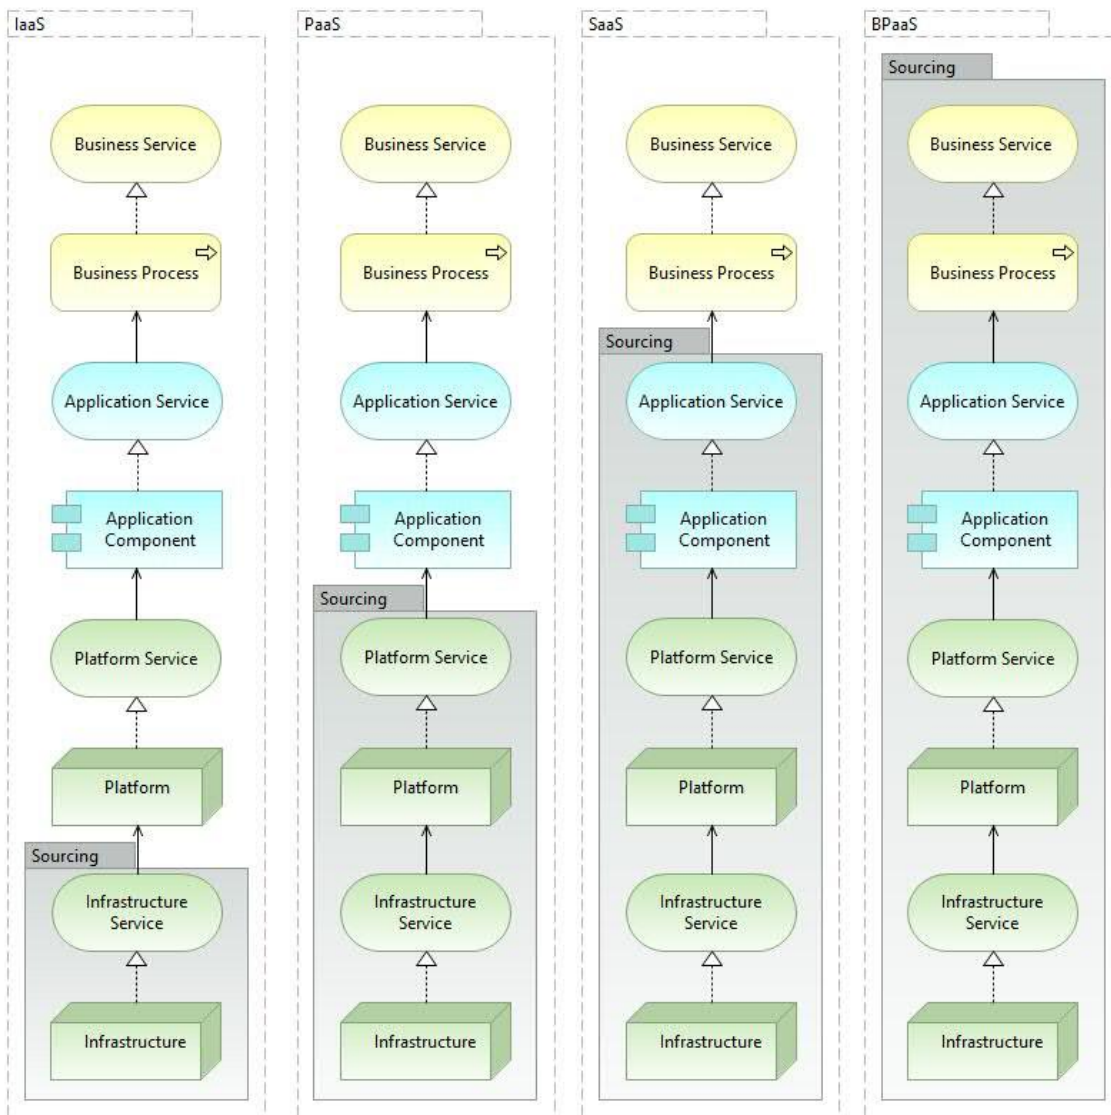 IaaS
Business Service
Business Process
Application Service
Application
Component
Platform Service
Platform
Sourcing
Infrastructure
Service
Infrastructure
PaaS
Business Service
Business Process
Application Service
Application
Component
Sourcing
Platform Service
Platform
Infrastructure
Service
Infrastructure
SaaS
Business Service
Business Process
Sourcing
Application Service
Application
Component
Platform Service
Platform
Infrastructure
Service
Infrastructure
BPaaS
Sourcing
Business Service
Business Process
Application Service
Application
Component
Platform Service
Platform
Infrastructure
Service
Infrastructure